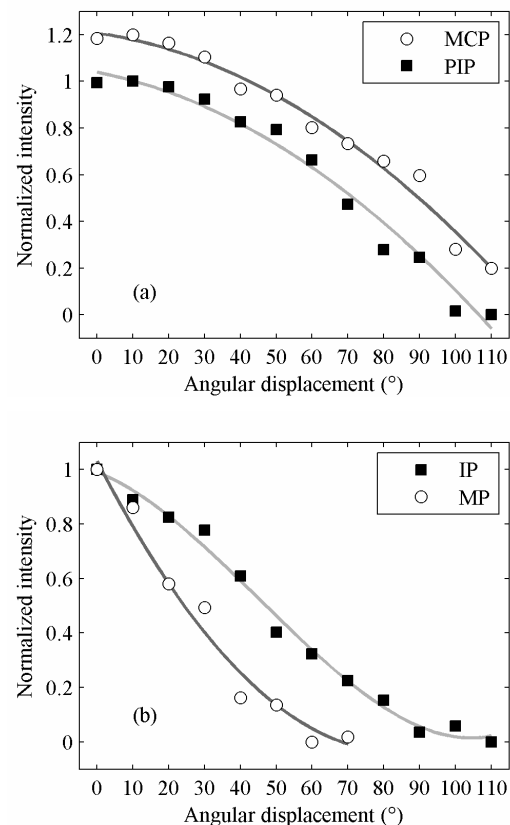 1.2
1
0.8
0.6
0.4
0.2
0
Normalized intensity
MCP
PIP
(a)
0 10 20 30 40 50 60 70 80 90 100 110
Angular displacement (°)
1
0.8
0.6
0.4
0.2
0
Normalized intensity
IP
MP
(b)
0 10 20 30 40 50 60 70 80 90 100 110
Angular displacement (°)